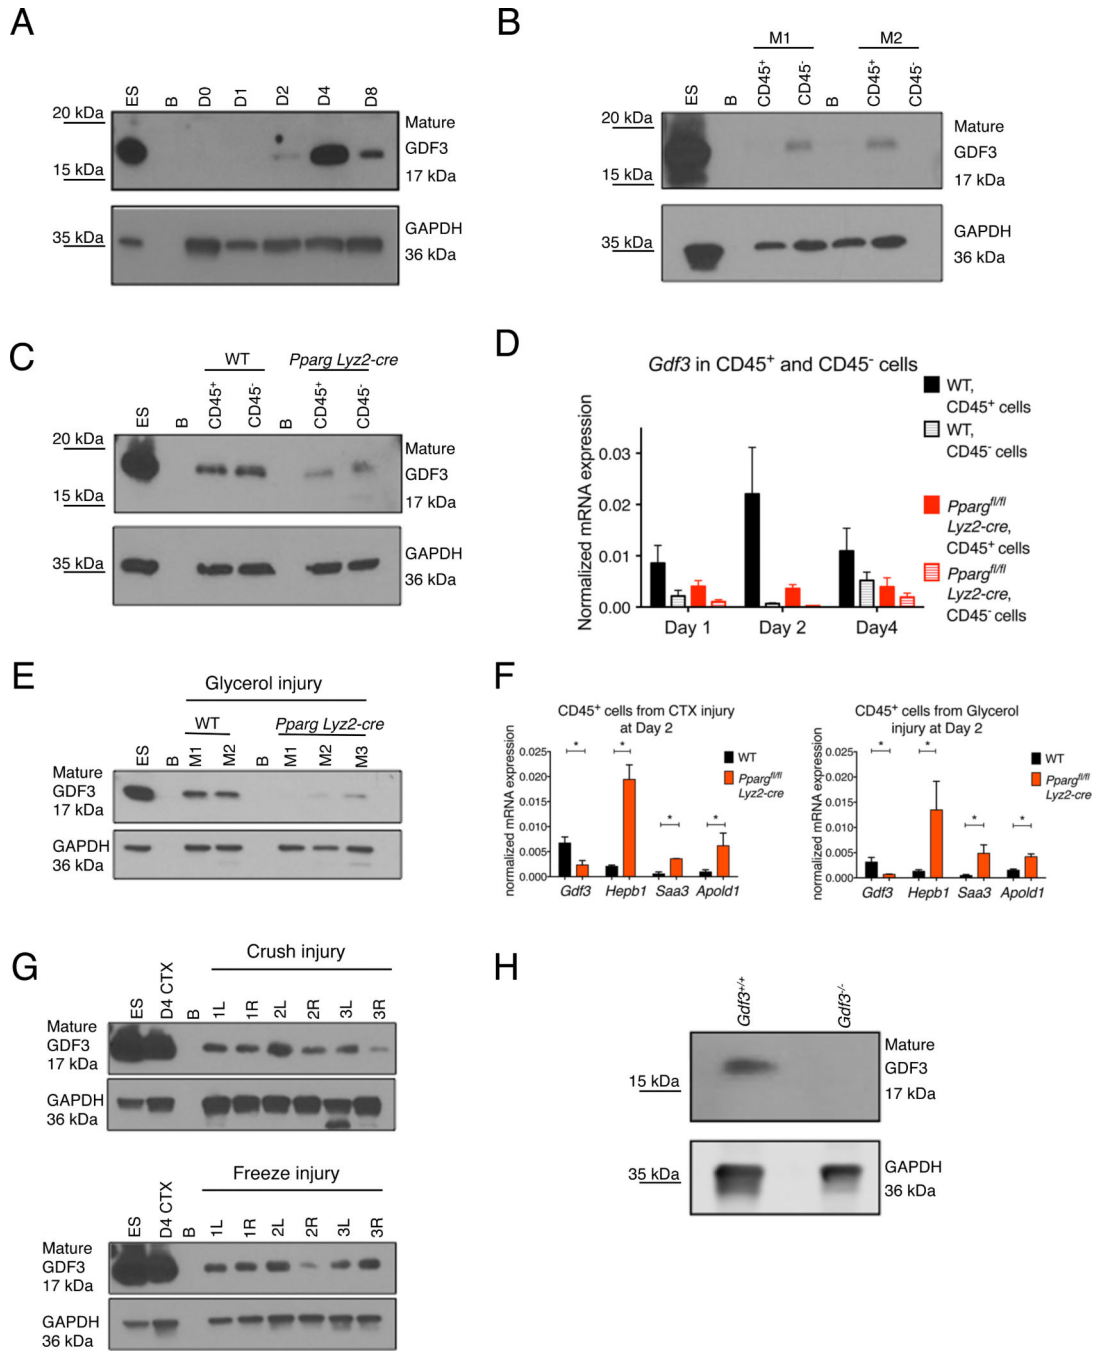 A
ES B D0 D1 D2 D4 D8
20 kDa
15 kDa
Mature
GDF3
17 kDa
35 kDa
GAPDH
36 kDa
B
M1 M2
ES B CD45+ CD45- B CD45+ CD45-
20 kDa
15 kDa
Mature
GDF3
17 kDa
35 kDa
GAPDH
36 kDa
C
WT Pparg Lyz2-cre
ES B CD45+ CD45- B CD45+ CD45-
20 kDa
15 kDa
Mature
GDF3
17 kDa
35 kDa
GAPDH
36 kDa
D
Gdf3 in CD45+ and CD45- cells
Normalized mRNA expression
0.03
0.02
0.01
0.00
Day 1 Day 2 Day4
WT,
CD45+ cells
WT,
CD45- cells
Ppargfl/fl
Lyz2-cre,
CD45+ cells
Ppargfl/fl
Lyz2-cre,
CD45- cells
E
Glycerol injury
WT Pparg Lyz2-cre
ES B M1 M2 B M1 M2 M3
Mature
GDF3
17 kDa
GAPDH
36 kDa
F
CD45+ cells from CTX injury
at Day 2
normalized mRNA expression
0.025
0.020
0.015
0.010
0.005
0.000
* * * *
Gdf3 Hepb1 Saa3 Apold1
WT
Ppargfl/fl
Lyz2-cre
CD45+ cells from Glycerol
injury at Day 2
normalized mRNA expression
0.025
0.020
0.015
0.010
0.005
0.000
* * * *
Gdf3 Hepb1 Saa3 Apold1
WT
Ppargfl/fl
Lyz2-cre
G
Crush injury
ES D4 CTX B 1L 1R 2L 2R 3L 3R
Mature
GDF3
17 kDa
GAPDH
36 kDa
Freeze injury
ES D4 CTX B 1L 1R 2L 2R 3L 3R
Mature
GDF3
17 kDa
GAPDH
36 kDa
H
Gdf3+/+ Gdf3-/-
15 kDa
Mature
GDF3
17 kDa
35 kDa
GAPDH
36 kDa